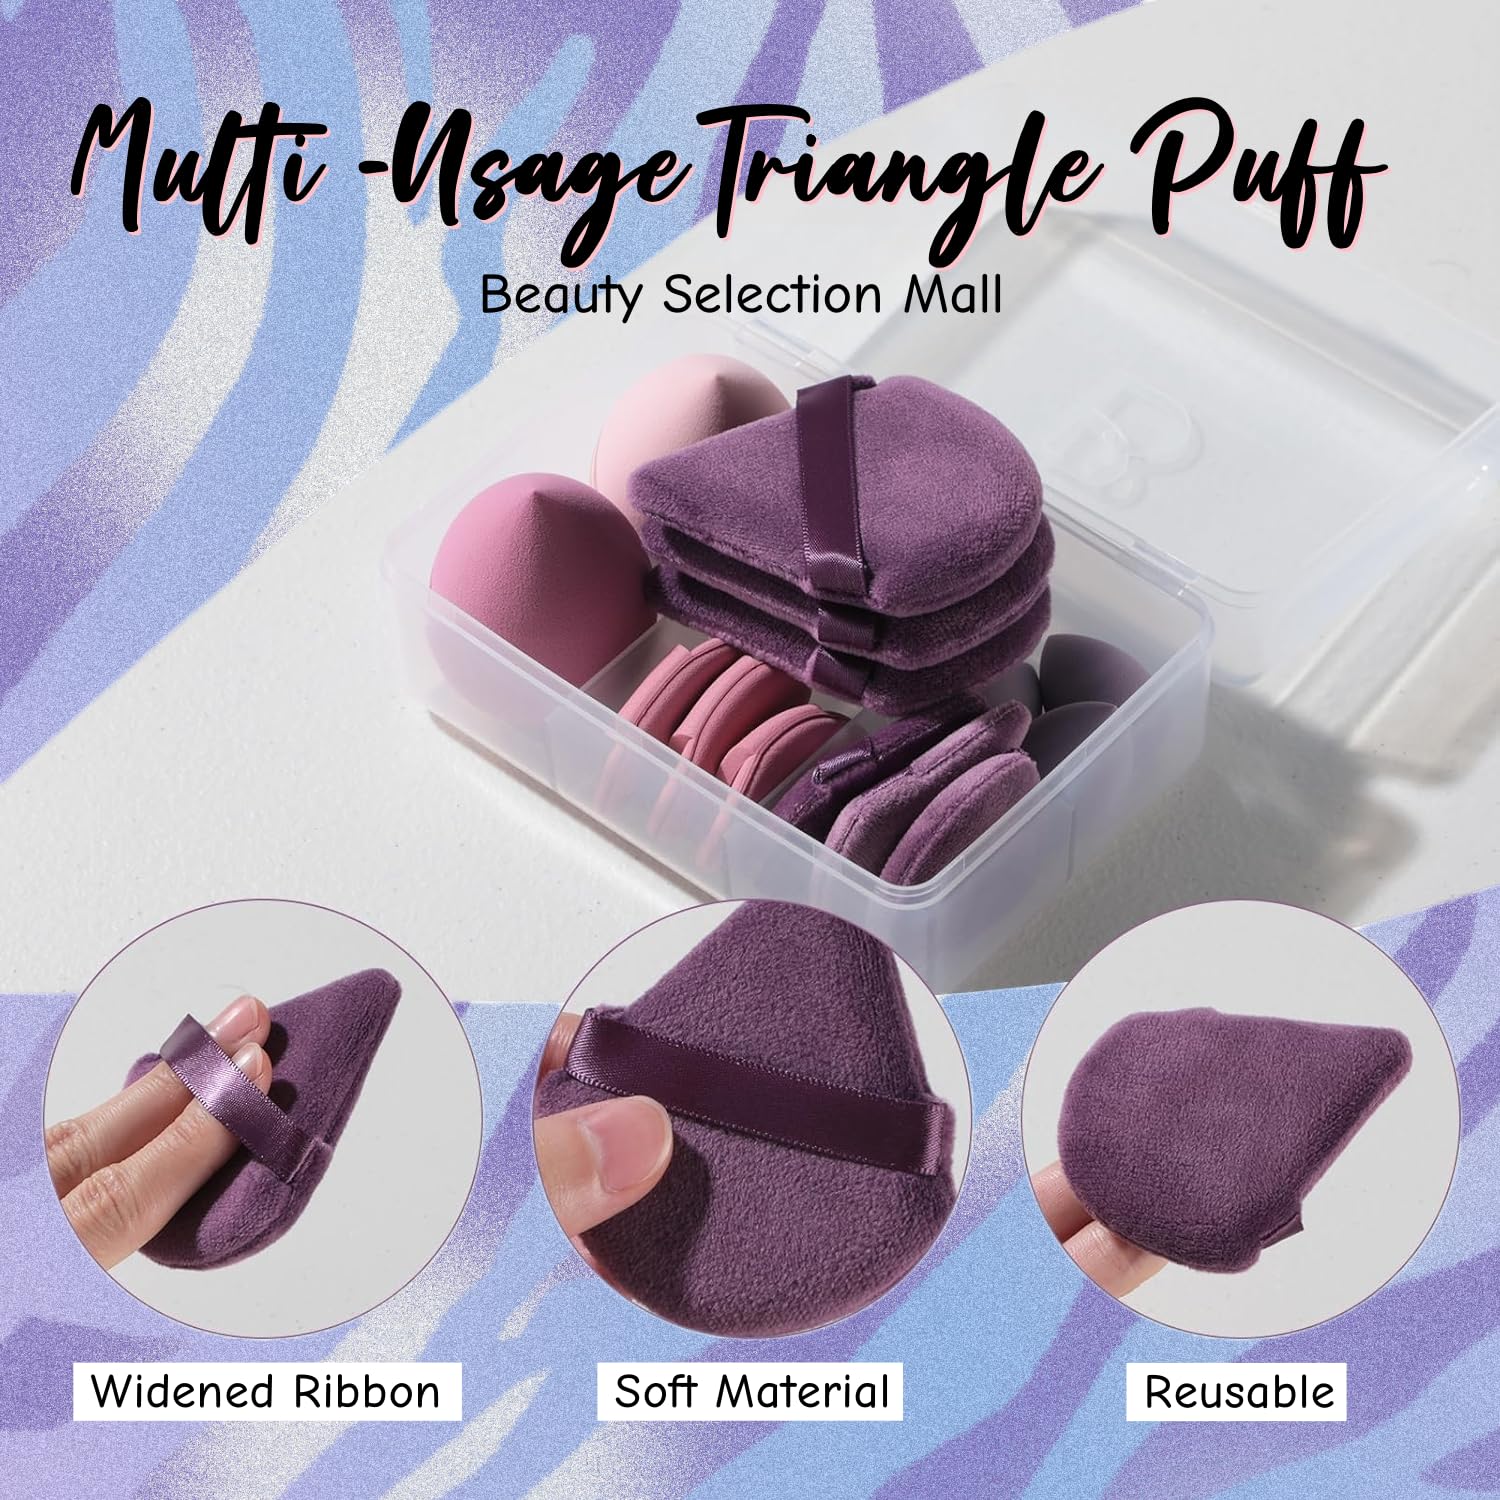 Multi -Usage Triangle Puff
Beauty Selection Mall
B
Widened Ribbon
Soft Material
Reusable